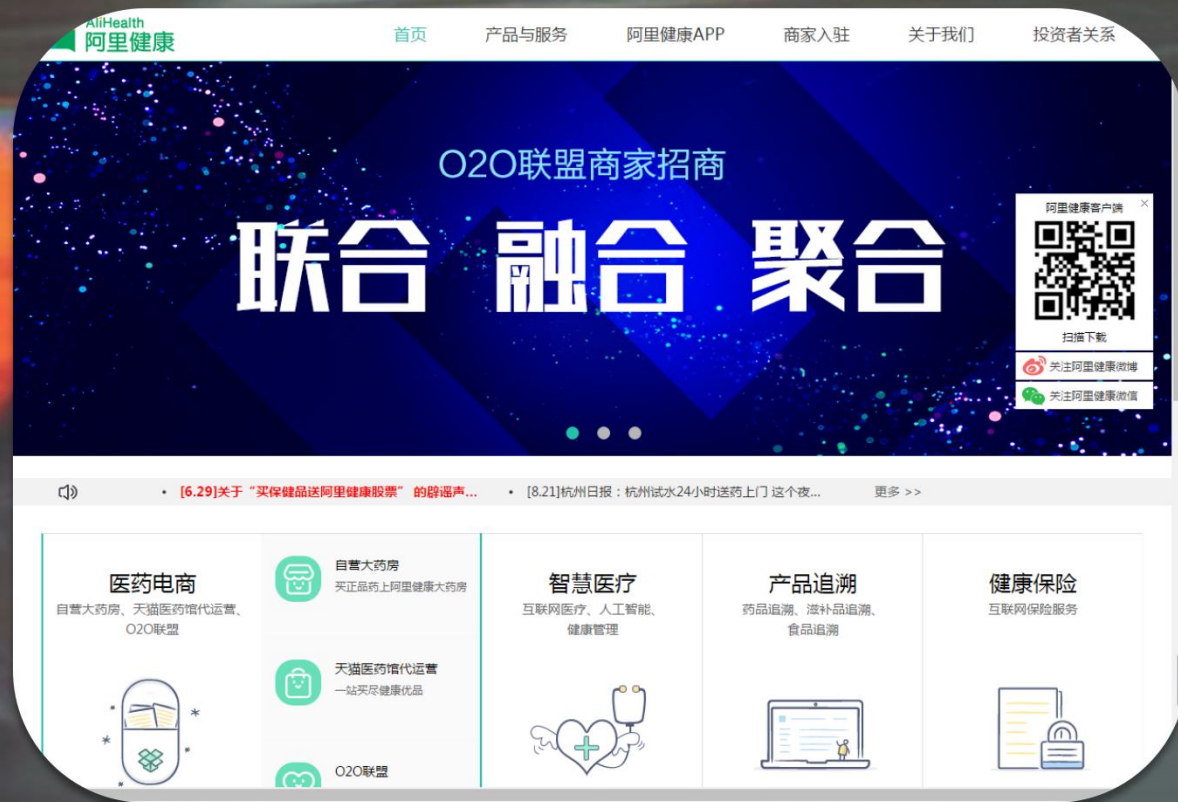 AliHealth
阿里健康
首页 产品与服务 阿里健康APP 商家入驻 关于我们 投资者关系
O2O联盟商家招商
联合 融合 聚合
阿里健康客户端 ×
扫描下载
关注阿里健康微博
关注阿里健康微信
• [6.29]关于“买保健品送阿里健康股票” 的辟谣声... • [8.21]杭州日报：杭州试水24小时送药上门 这个夜... 更多 >>
医药电商
自营大药房、天猫医药馆代运营、
O2O联盟
自营大药房
买正品药上阿里健康大药房
天猫医药馆代运营
一站买尽健康优品
O2O联盟
智慧医疗
互联网医疗、人工智能、
健康管理
产品追溯
药品追溯、滋补品追溯、
食品追溯
健康保险
互联网保险服务